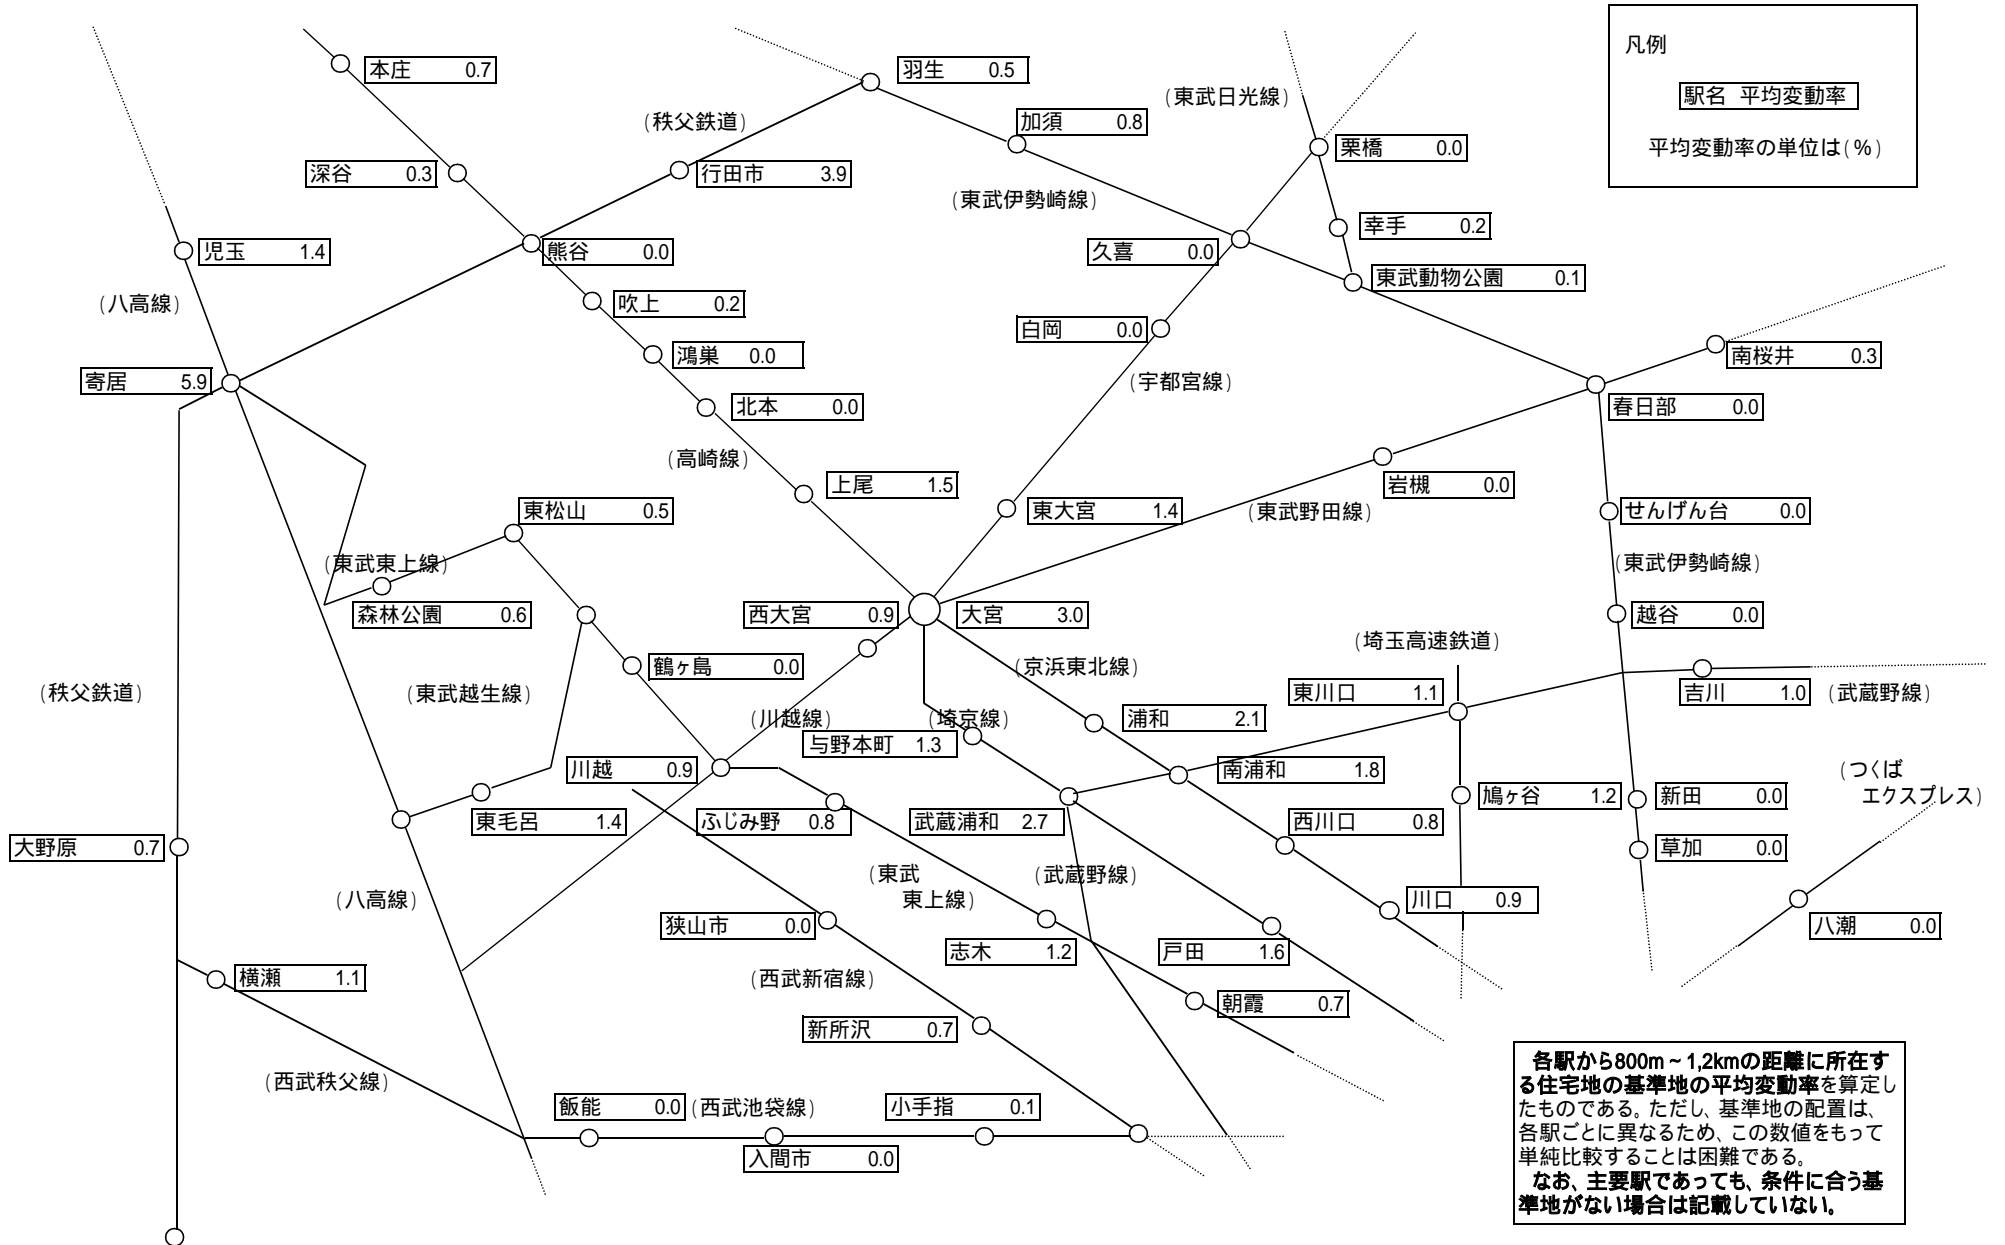 凡例
駅名 平均変動率
平均変動率の単位は(%)
本庄 0.7
羽生 0.5
(東武日光線)
加須 0.8
(秩父鉄道)
栗橋 0.0
深谷 0.3
行田市 3.9
(東武伊勢崎線)
幸手 0.2
児玉 1.4
熊谷 0.0
久喜 0.0
東武動物公園 0.1
(八高線)
吹上 0.2
白岡 0.0
鴻巣 0.0
南桜井 0.3
寄居 5.9
(宇都宮線)
北本 0.0
春日部 0.0
(高崎線)
上尾 1.5
岩槻 0.0
東松山 0.5
東大宮 1.4
(東武野田線)
せんげん台 0.0
(東武東上線)
(東武伊勢崎線)
森林公園 0.6
西大宮 0.9
大宮 3.0
越谷 0.0
(埼玉高速鉄道)
鶴ヶ島 0.0
(京浜東北線)
(秩父鉄道)
(東武越生線)
東川口 1.1
吉川 1.0
(武蔵野線)
(川越線)
(埼京線)
浦和 2.1
与野本町 1.3
川越 0.9
南浦和 1.8
(つくば
エクスプレス)
鳩ヶ谷 1.2
新田 0.0
東毛呂 1.4
ふじみ野 0.8
武蔵浦和 2.7
西川口 0.8
大野原 0.7
草加 0.0
(東武
東上線)
(武蔵野線)
(八高線)
川口 0.9
狭山市 0.0
八潮 0.0
志木 1.2
戸田 1.6
横瀬 1.1
(西武新宿線)
朝霞 0.7
新所沢 0.7
(西武秩父線)
飯能 0.0
(西武池袋線)
小手指 0.1
入間市 0.0
各駅から800m~1,2kmの距離に所在す
る住宅地の基準地の平均変動率を算定し
たものである。ただし、基準地の配置は、
各駅ごとに異なるため、この数値をもって
単純比較することは困難である。
なお、主要駅であっても、条件に合う基
準地がない場合は記載していない。